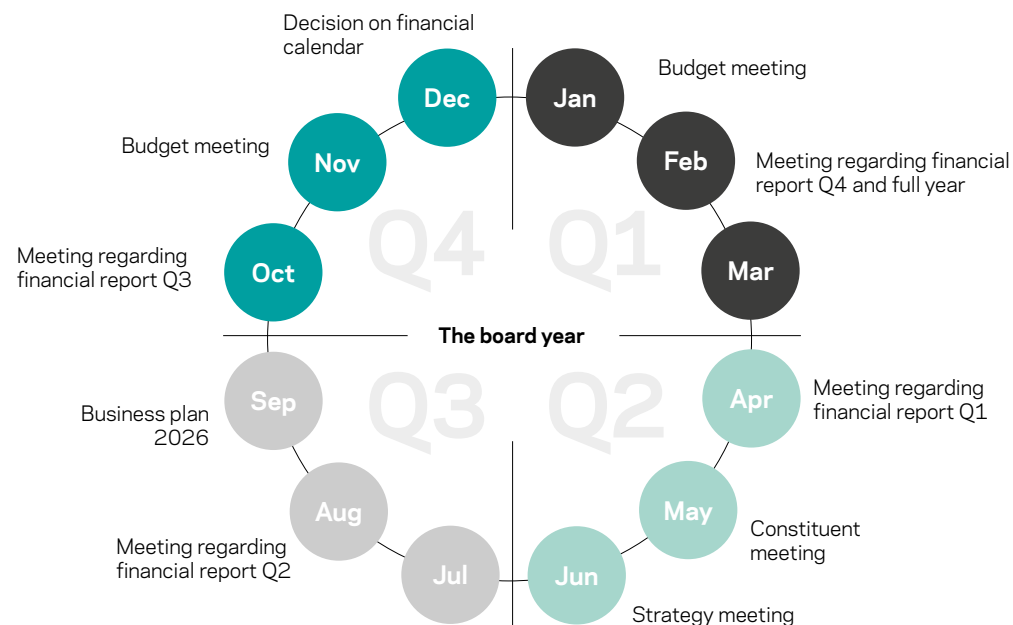 Decision on financial
calendar
Dec
Jan
Budget meeting
Budget meeting
Nov
Feb
Meeting regarding financial
report Q4 and full year
Q4
Q1
Meeting regarding
financial report Q3
Oct
Mar
The board year
Sep
Business plan
2026
Q3
Q2
Apr
Meeting regarding
financial report Q1
Aug
Meeting regarding
financial report Q2
May
Constituent
meeting
Jul
Jun
Strategy meeting